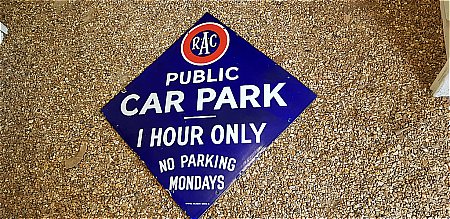 RAC
PUBLIC
CAR PARK
1 HOUR ONLY
NO PARKING
MONDAYS